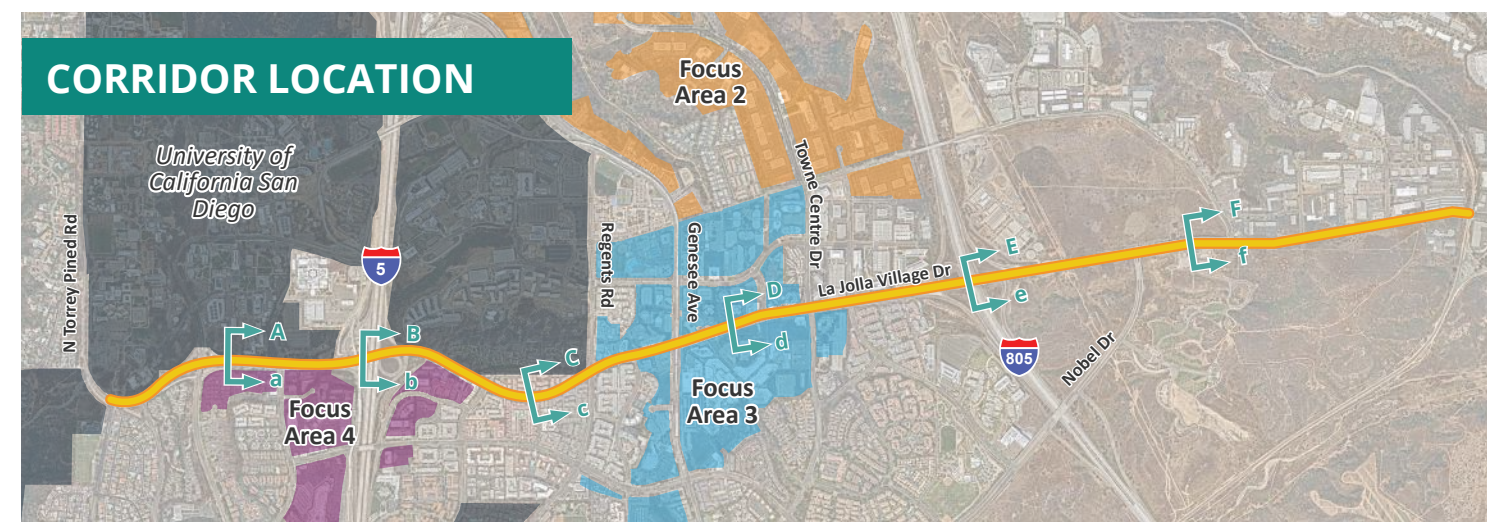 CORRIDOR LOCATION
Focus
Area 2
University of
California San
Diego
N Torrey Pined Rd
5
Regents Rd
Genesee Ave
Towne Centre Dr
La Jolla Village Dr
A
a
B
b
C
c
D
d
E
e
F
f
Focus
Area 3
Focus
Area 4
805
Nobel Dr